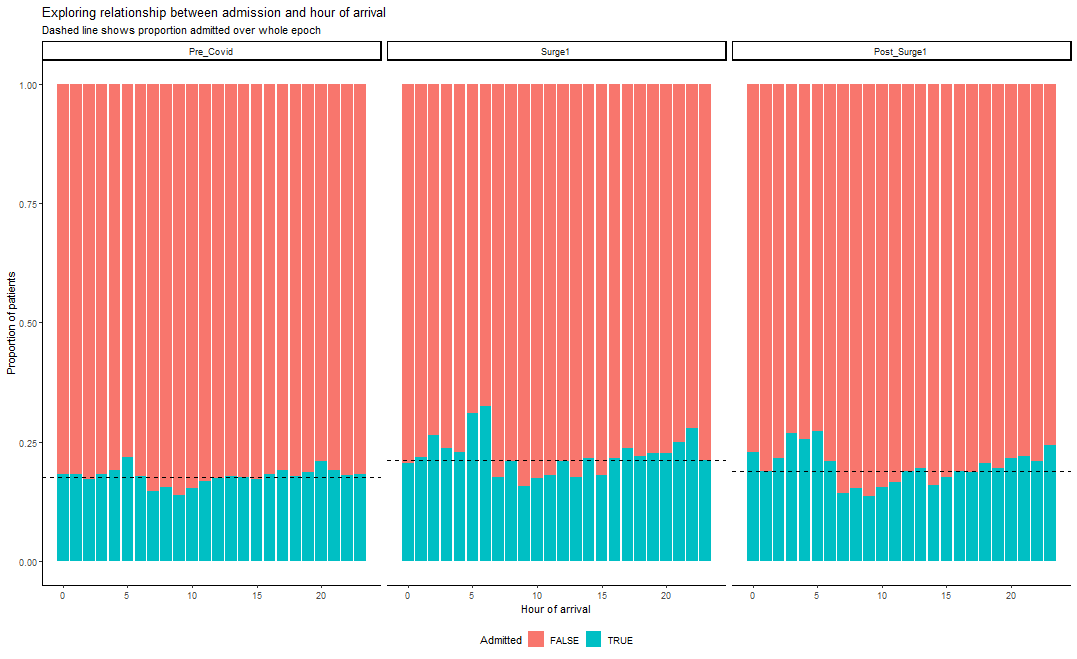 Exploring relationship between admission and hour of arrival
Dashed line shows proportion admitted over whole epoch
Pre_Covid Surge1 Post_Surge1
Proportion of patients
1.00
0.75
0.50
0.25
0.00
0 5 10 15 20 0 5 10 15 20 0 5 10 15 20
Hour of arrival
Admitted FALSE TRUE